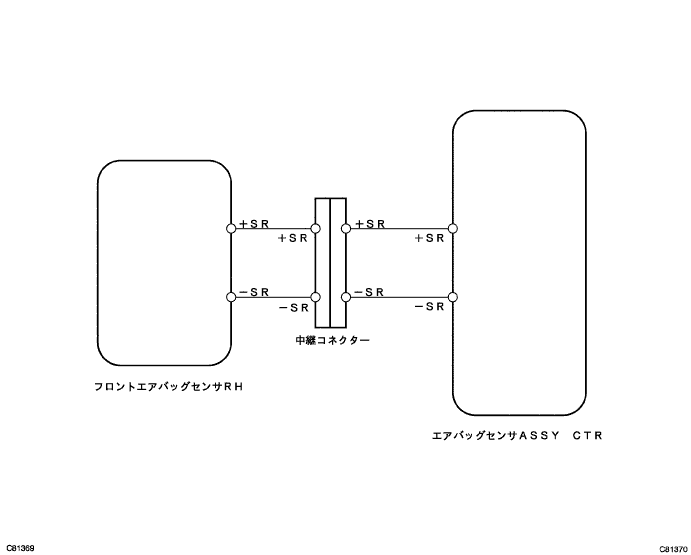 +SR
+SR
+SR
+SR
−SR
−SR
−SR
−SR
中継コネクター
フロントエアバッグセンサRH
エアバッグセンサASSY CTR
C81369
C81370